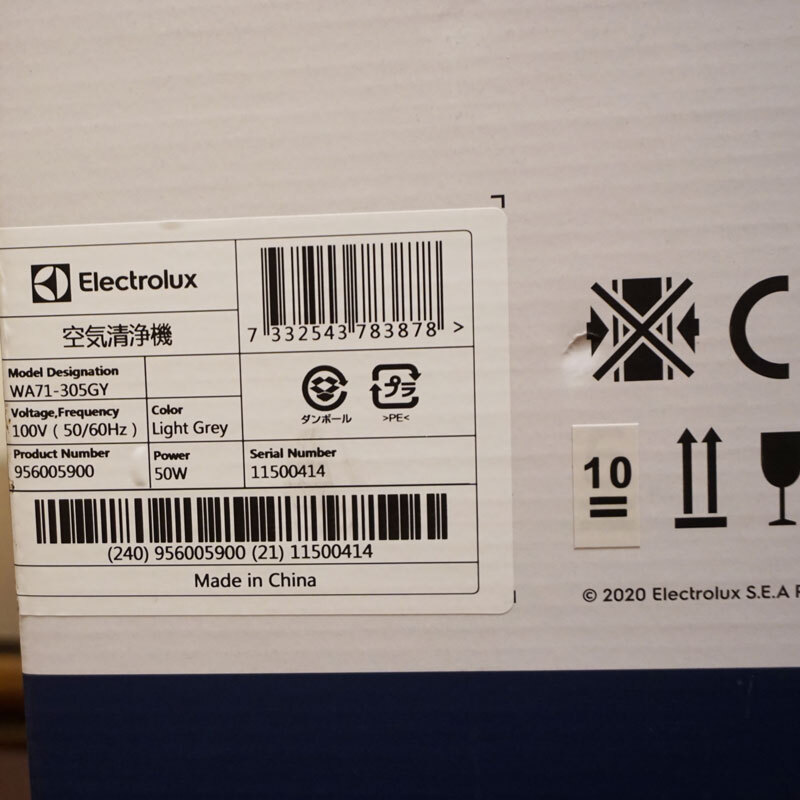 Electrolux
7 332543 783878 >
空気清浄機
Model Designation
WA71-305GY
ダンボール
プラ
>PE<
Voltage,Frequency
100V ( 50/60Hz )
Color
Light Grey
Product Number
956005900
Power
50W
Serial Number
11500414
(240) 956005900 (21) 11500414
Made in China
10
© 2020 Electrolux S.E.A